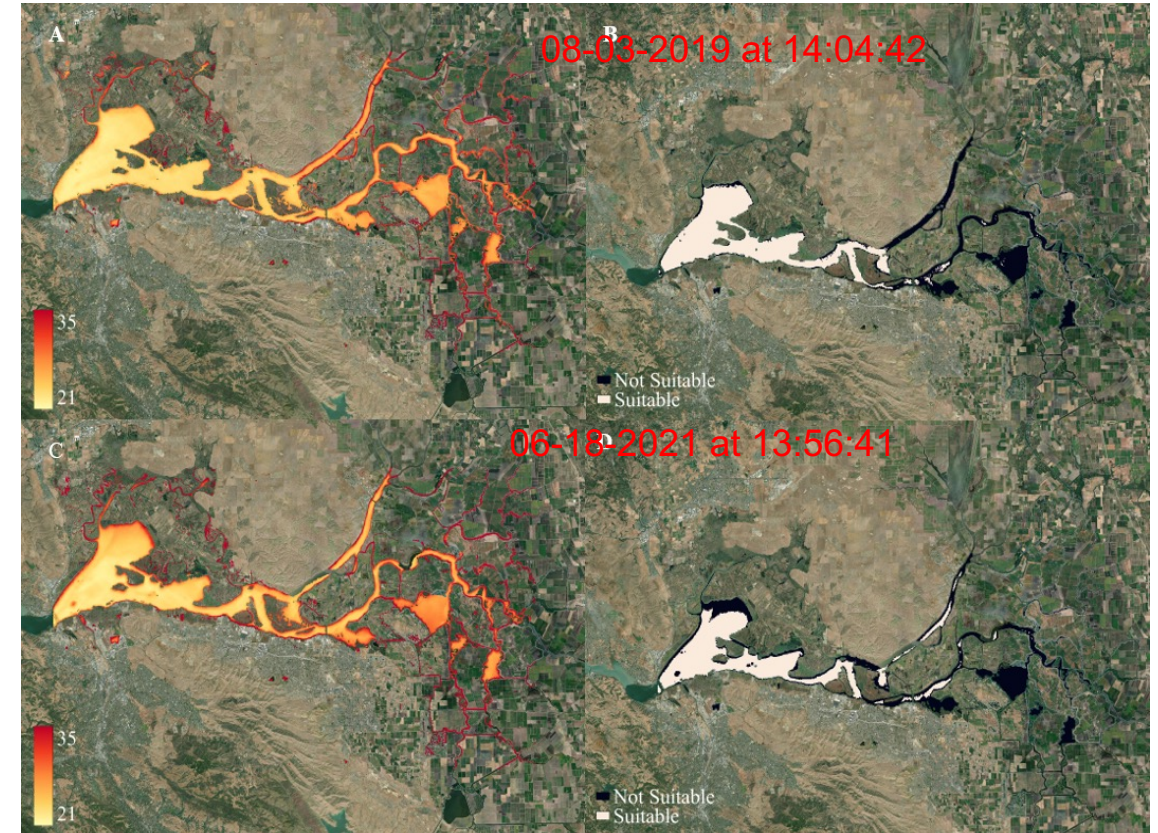 A
B
08-03-2019 at 14:04:42
35
21
Not Suitable
Suitable
C
D
06-18-2021 at 13:56:41
35
21
Not Suitable
Suitable